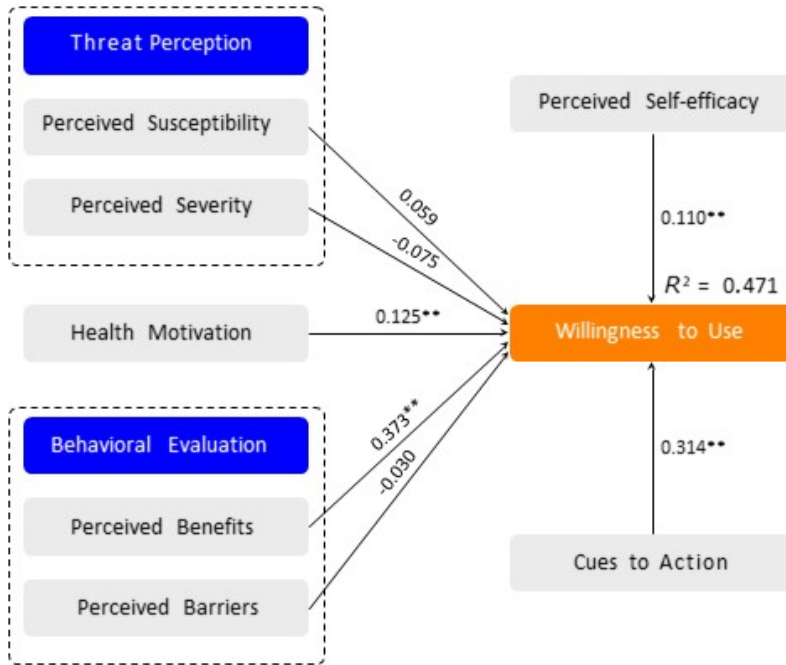 Threat Perception
Perceived Susceptibility
Perceived Severity
Health Motivation
Behavioral Evaluation
Perceived Benefits
Perceived Barriers
0.059
-0.075
0.125**
0.373**
-0.030
Perceived Self-efficacy
0.110**
R² = 0.471
Willingness to Use
0.314**
Cues to Action